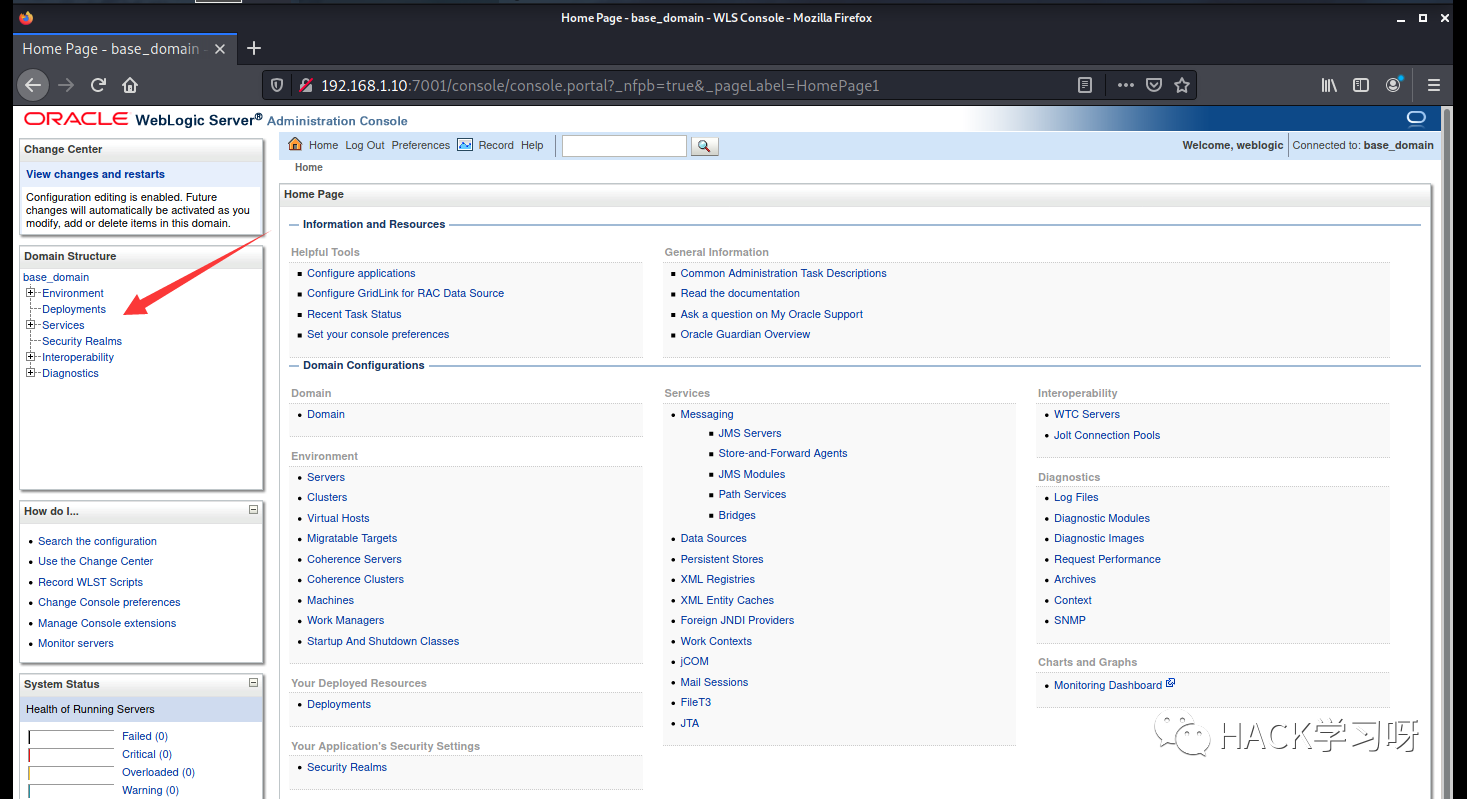 Home Page - base_domain - WLS Console - Mozilla Firefox
Home Page - base_domain -
192.168.1.10:7001/console/console.portal?_nfpb=true&_pageLabel=HomePage1
ORACLE WebLogic Server® Administration Console
Change Center
View changes and restarts
Configuration editing is enabled. Future
changes will automatically be activated as you
modify, add or delete items in this domain.
Domain Structure
base_domain
Environment
Deployments
Services
Security Realms
Interoperability
Diagnostics
How do I...
Search the configuration
Use the Change Center
Record WLST Scripts
Change Console preferences
Manage Console extensions
Monitor servers
System Status
Health of Running Servers
Failed (0)
Critical (0)
Overloaded (0)
Warning (0)
Home Log Out Preferences Record Help
Welcome, weblogic Connected to: base_domain
Home
Home Page
Information and Resources
Helpful Tools
Configure applications
Configure GridLink for RAC Data Source
Recent Task Status
Set your console preferences
General Information
Common Administration Task Descriptions
Read the documentation
Ask a question on My Oracle Support
Oracle Guardian Overview
Domain Configurations
Domain
Domain
Environment
Servers
Clusters
Virtual Hosts
Migratable Targets
Coherence Servers
Coherence Clusters
Machines
Work Managers
Startup And Shutdown Classes
Your Deployed Resources
Deployments
Your Application's Security Settings
Security Realms
Services
Messaging
JMS Servers
Store-and-Forward Agents
JMS Modules
Path Services
Bridges
Data Sources
Persistent Stores
XML Registries
XML Entity Caches
Foreign JNDI Providers
Work Contexts
jCOM
Mail Sessions
FileT3
JTA
Interoperability
WTC Servers
Jolt Connection Pools
Diagnostics
Log Files
Diagnostic Modules
Diagnostic Images
Request Performance
Archives
Context
SNMP
Charts and Graphs
Monitoring Dashboard
HACK学习呀